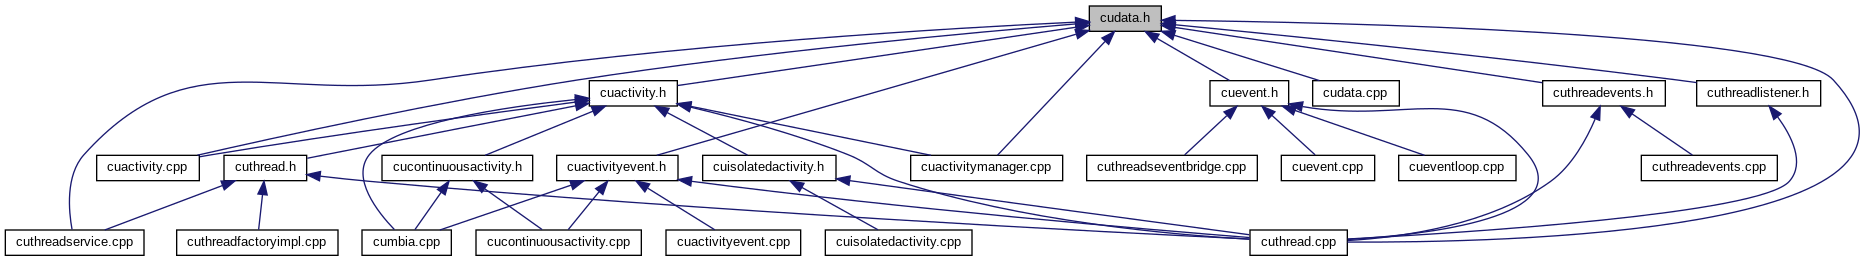 cudata.h
cuactivity.h
cuevent.h
cudata.cpp
cuthreadevents.h
cuthreadlistener.h
cuactivity.cpp
cuthread.h
cucontinuousactivity.h
cuactivityevent.h
cuisolatedactivity.h
cuactivitymanager.cpp
cuthreadseventbridge.cpp
cuevent.cpp
cueventloop.cpp
cuthreadevents.cpp
cuthreadservice.cpp
cuthreadfactoryimpl.cpp
cumbia.cpp
cucontinuousactivity.cpp
cuactivityevent.cpp
cuisolatedactivity.cpp
cuthread.cpp